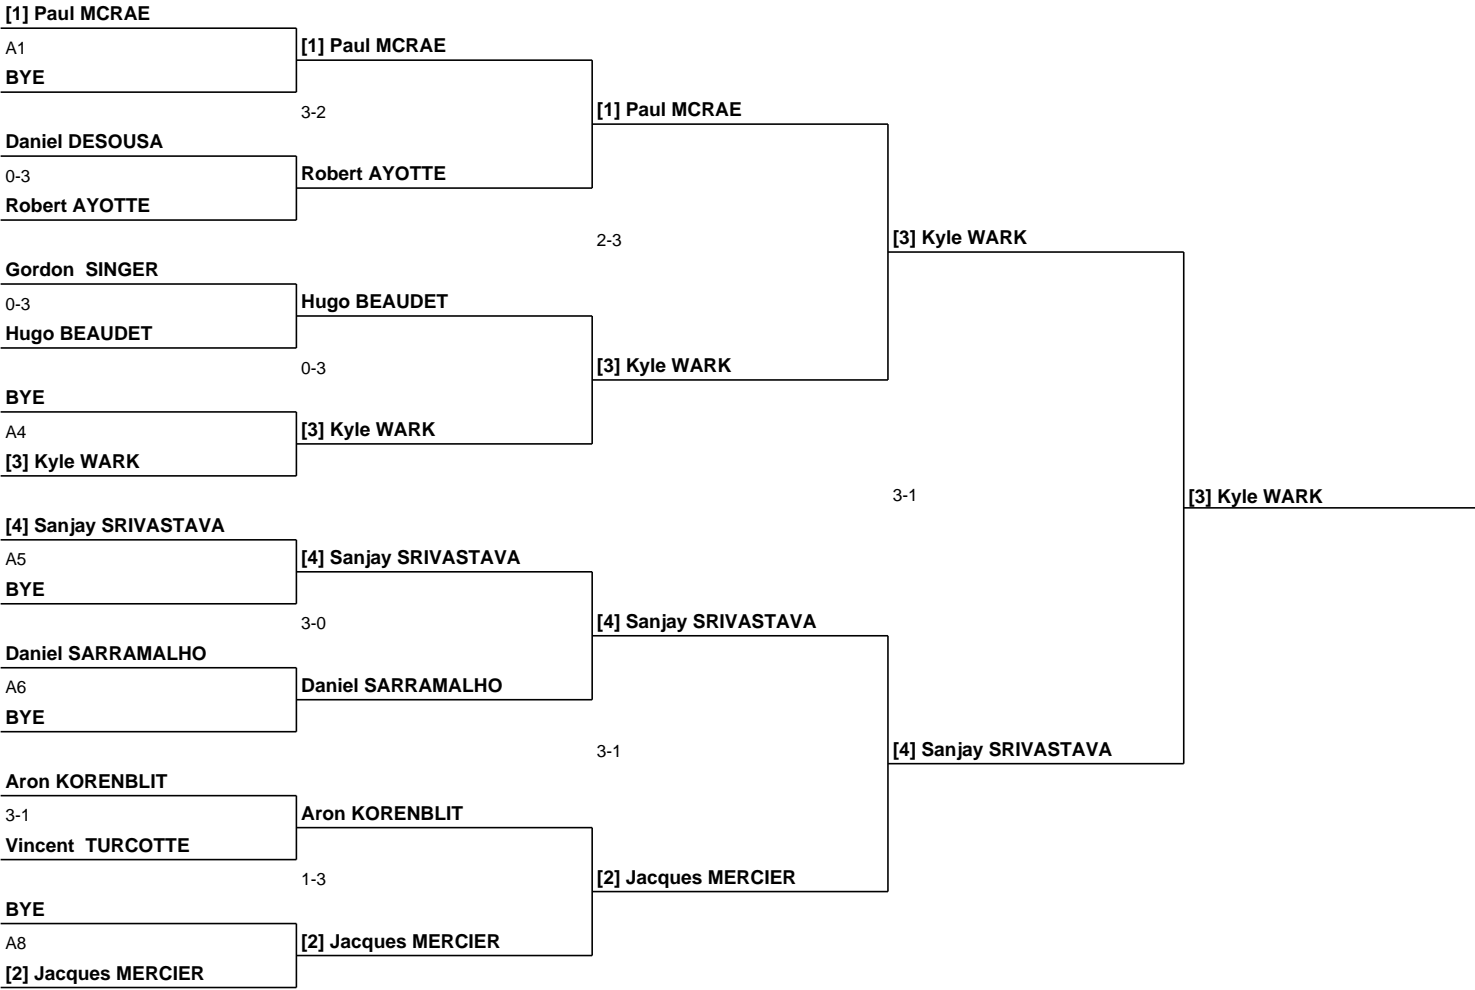 [1] Paul MCRAE
A1
BYE
Daniel DESOUSA
0-3
Robert AYOTTE
Gordon  SINGER
0-3
Hugo BEAUDET
BYE
A4
[3] Kyle WARK
[4] Sanjay SRIVASTAVA
A5
BYE
Daniel SARRAMALHO
A6
BYE
Aron KORENBLIT
3-1
Vincent  TURCOTTE
BYE
A8
[2] Jacques MERCIER
[1] Paul MCRAE
3-2
Robert AYOTTE
Hugo BEAUDET
0-3
[3] Kyle WARK
[4] Sanjay SRIVASTAVA
3-0
Daniel SARRAMALHO
Aron KORENBLIT
1-3
[2] Jacques MERCIER
[1] Paul MCRAE
2-3
[3] Kyle WARK
[4] Sanjay SRIVASTAVA
3-1
[2] Jacques MERCIER
[3] Kyle WARK
3-1
[4] Sanjay SRIVASTAVA
[3] Kyle WARK